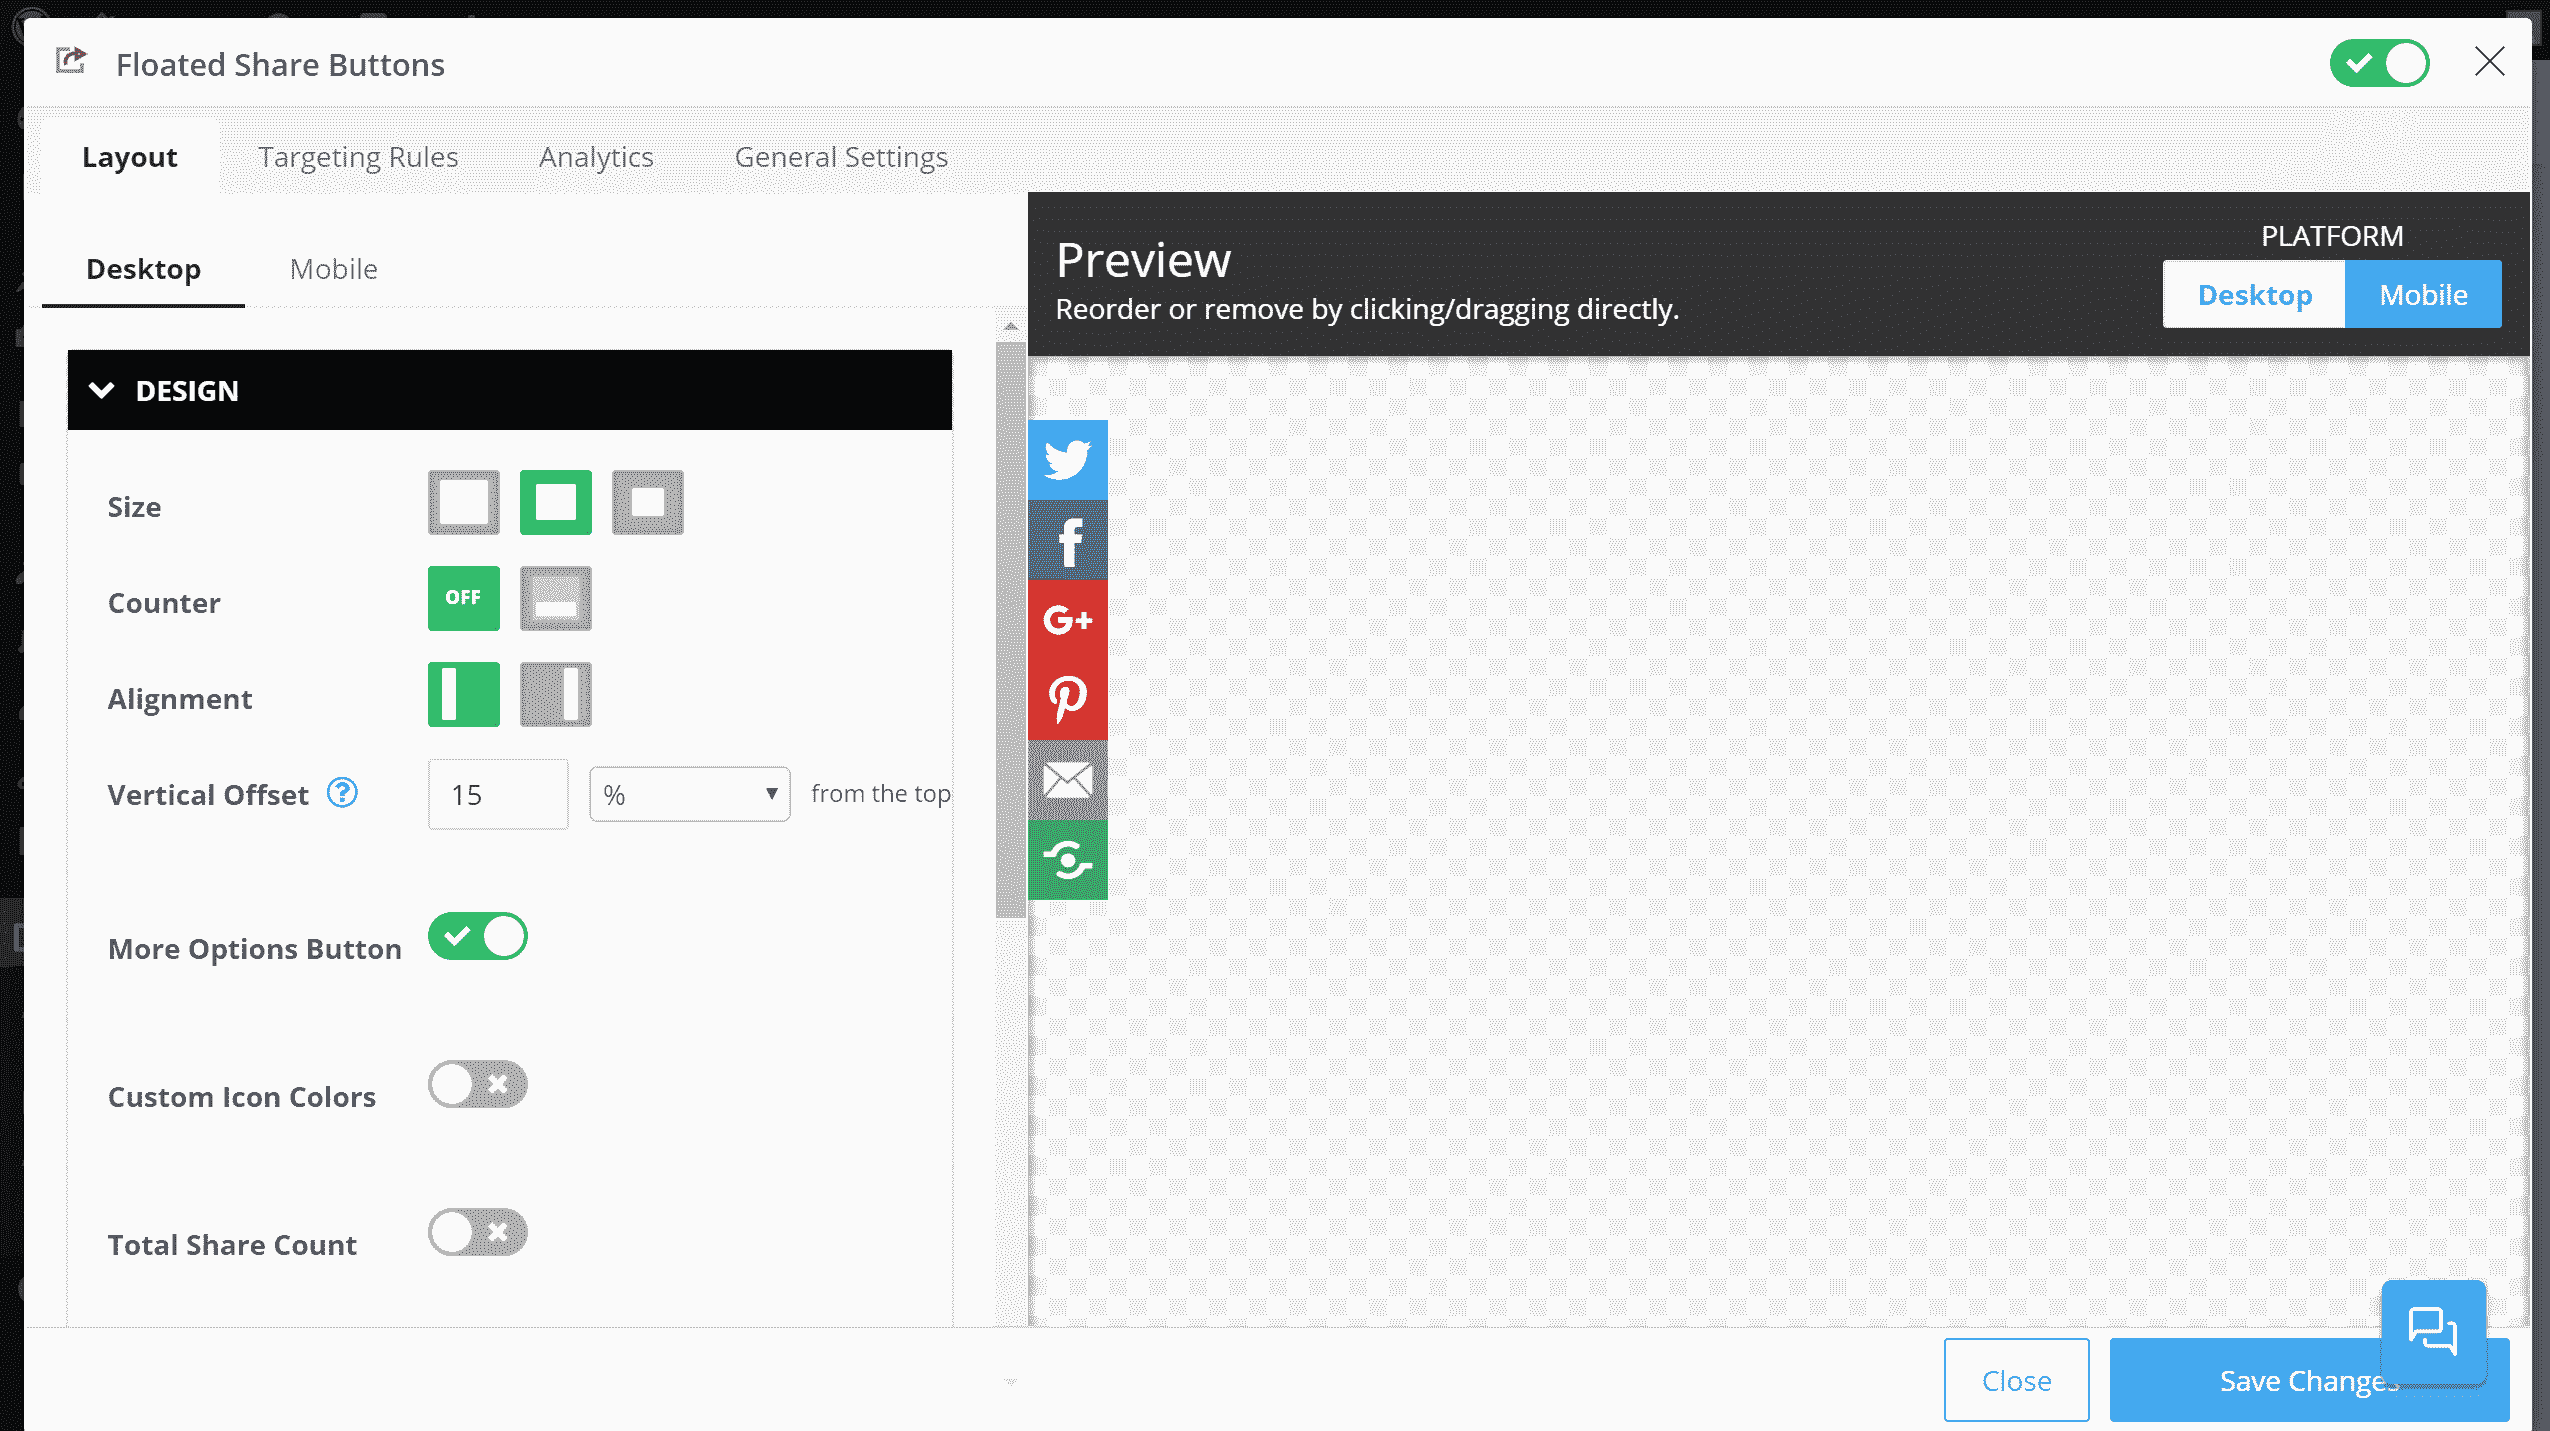 Floated Share Buttons
Layout
Targeting Rules
Analytics
General Settings
Desktop
Mobile
Preview
Reorder or remove by clicking/dragging directly.
PLATFORM
Desktop
Mobile
DESIGN
Size
Counter
OFF
Alignment
Vertical Offset ?
15
%
from the top
G+
More Options Button
Custom Icon Colors
Total Share Count
Close
Save Changes